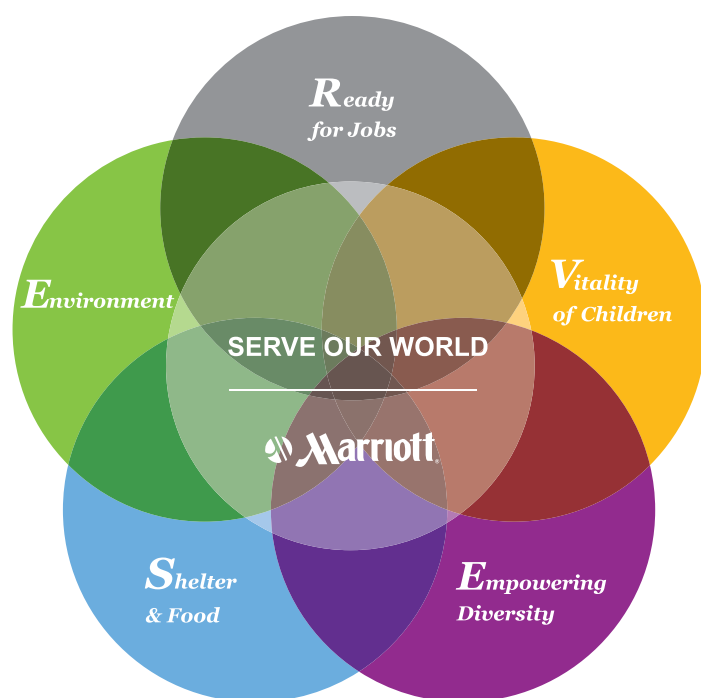 Ready
for Jobs
Environment
Vitality
of Children
SERVE OUR WORLD
Marriott
Shelter
& Food
Empowering
Diversity